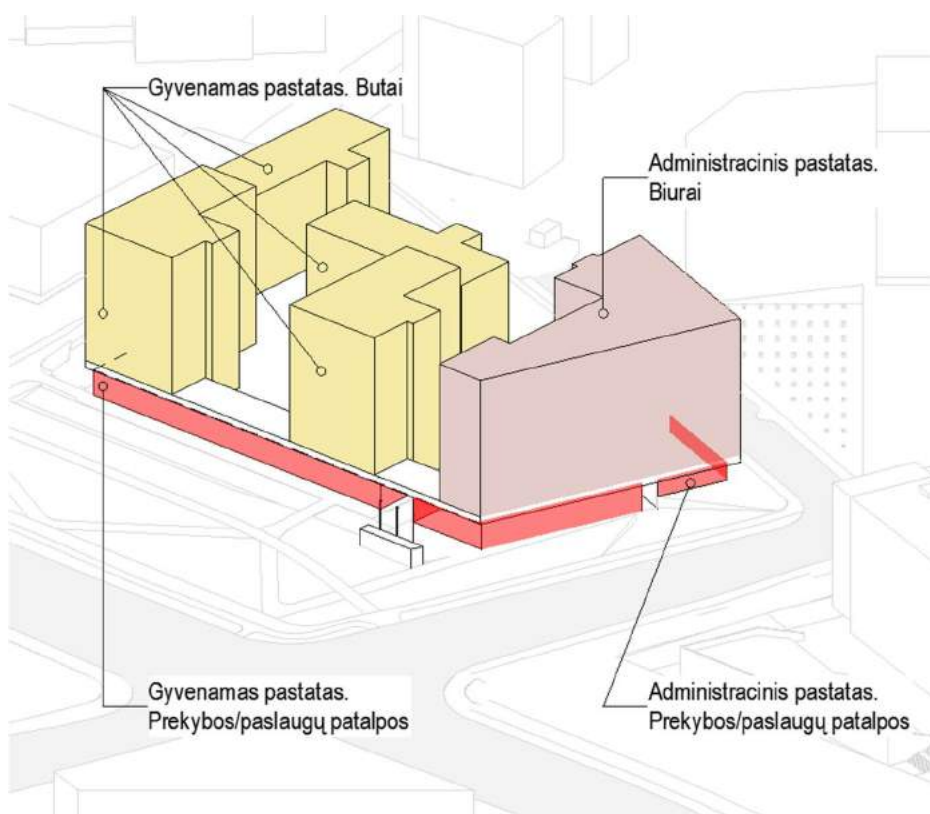 Gyvenamas pastatas. Butai
Administracinis pastatas.
Biurai
Gyvenamas pastatas.
Prekybos/paslaugų patalpos
Administracinis pastatas.
Prekybos/paslaugų patalpos